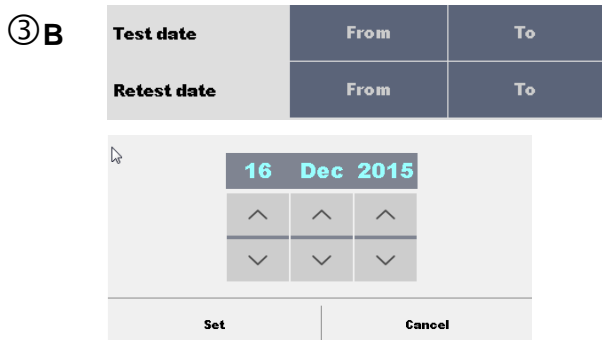 ③B
Test date From To
Retest date From To
16 Dec 2015
Set Cancel